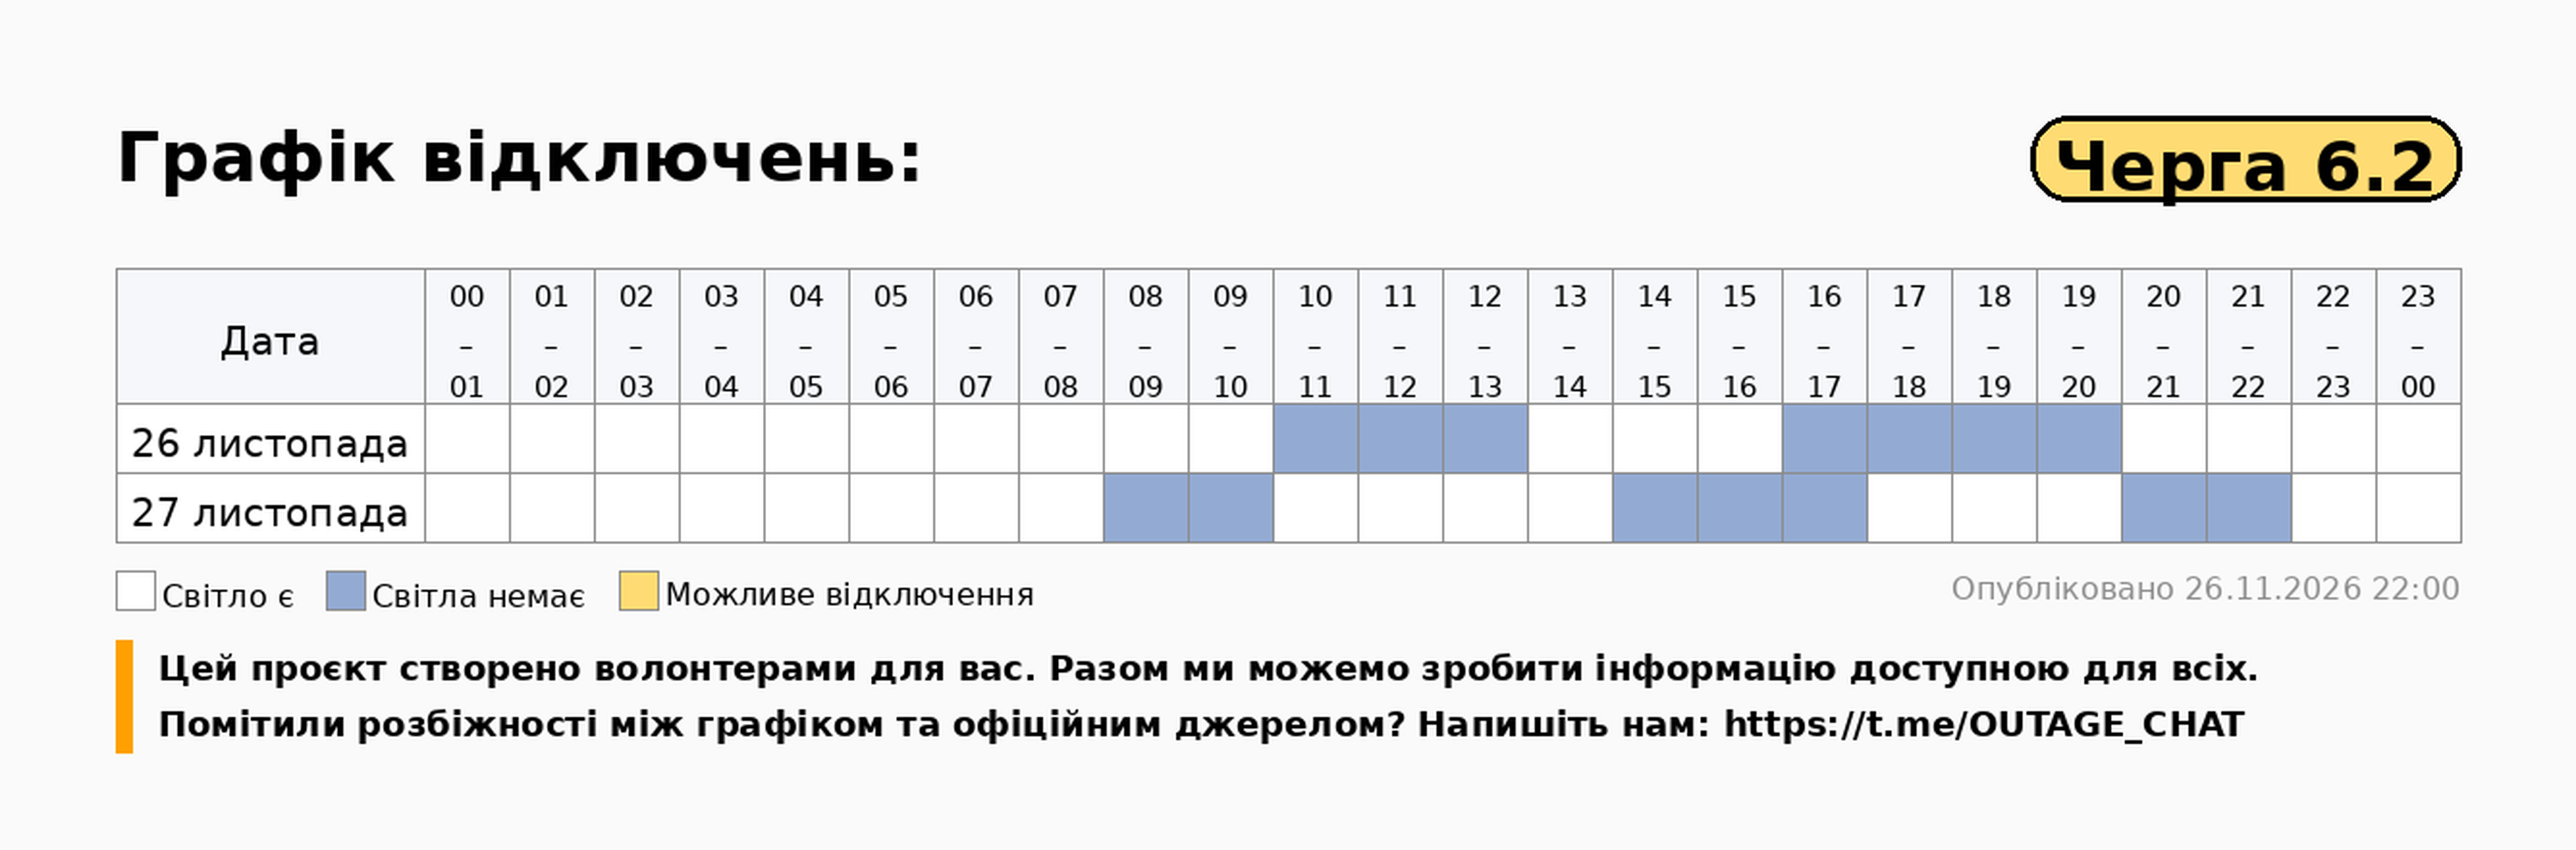 Графік відключень:
Черга 6.2
Дата 00 – 01 01 – 02 02 – 03 03 – 04 04 – 05 05 – 06 06 – 07 07 – 08 08 – 09 09 – 10 10 – 11 11 – 12 12 – 13 13 – 14 14 – 15 15 – 16 16 – 17 17 – 18 18 – 19 19 – 20 20 – 21 21 – 22 22 – 23 23 – 00
26 листопада
27 листопада
Світло є Світла немає Можливе відключення
Опубліковано 26.11.2026 22:00
Цей проєкт створено волонтерами для вас. Разом ми можемо зробити інформацію доступною для всіх.
Помітили розбіжності між графіком та офіційним джерелом? Напишіть нам: https://t.me/OUTAGE_CHAT